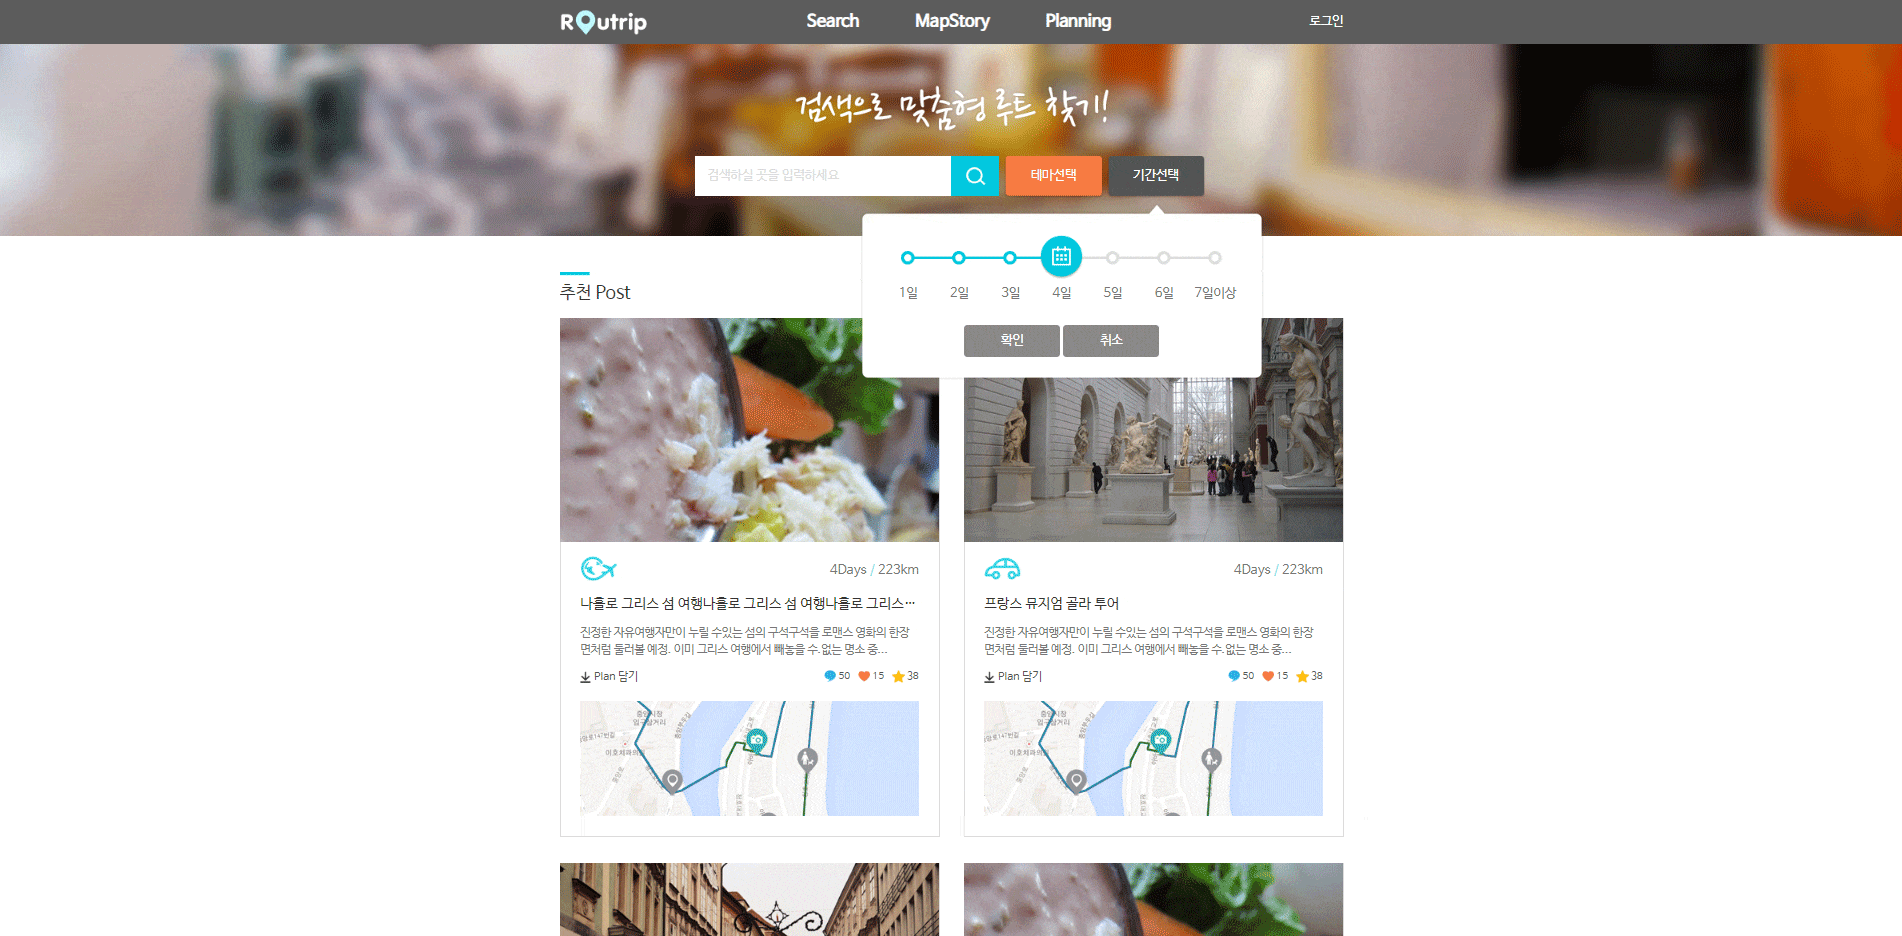 ROutrip
Search
MapStory
Planning
로그인
검색으로 맞춤형 루트 찾기!
검색하실 곳을 입력하세요
테마선택
기간선택
1일
2일
3일
4일
5일
6일
7일이상
확인
취소
추천 Post
4Days / 223km
나홀로 그리스 섬 여행나홀로 그리스 섬 여행나홀로 그리스…
진정한 자유여행자만이 누릴 수있는 섬의 구석구석을 로맨스 영화의 한장
면처럼 둘러볼 예정. 이미 그리스 여행에서 빼놓을 수 없는 명소 중...
Plan 담기
50
15
38
4Days / 223km
프랑스 뮤지엄 골라 투어
진정한 자유여행자만이 누릴 수있는 섬의 구석구석을 로맨스 영화의 한장
면처럼 둘러볼 예정. 이미 그리스 여행에서 빼놓을 수 없는 명소 중...
Plan 담기
50
15
38